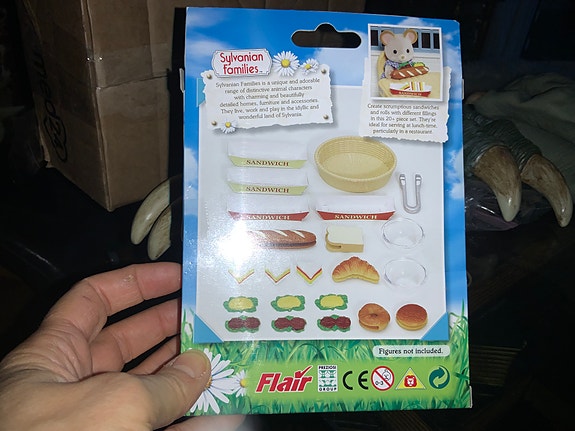 Sylvanian
Families
Sylvanian Families is a unique and adorable
range of distinctive animal characters
with charming and beautifully
detailed homes, furniture and accessories.
They live, work and play in the idyllic and
wonderful land of Sylvania.
SANDWICH
Create scrumptious sandwiches
and rolls with different fillings
in this 20+ piece set. They're
ideal for serving at lunch-time,
particularly in a restaurant.
SANDWICH
SANDWICH
SANDWICH
SANDWICH
Figures not included.
Flair
PREZIOSI
GROUP
CE
0-3